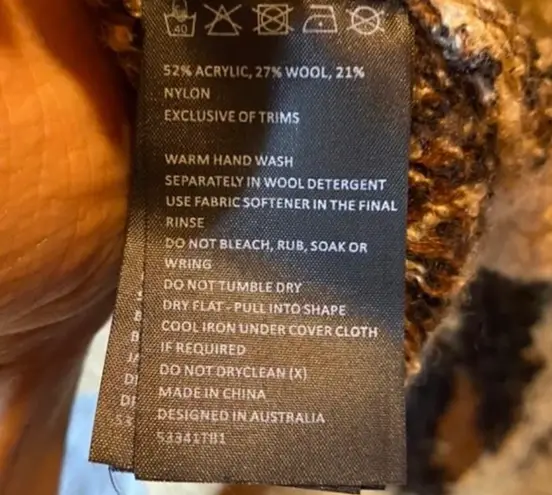 40
52% ACRYLIC, 27% WOOL, 21%
NYLON
EXCLUSIVE OF TRIMS
WARM HAND WASH
SEPARATELY IN WOOL DETERGENT
USE FABRIC SOFTENER IN THE FINAL
RINSE
DO NOT BLEACH, RUB, SOAK OR
WRING
DO NOT TUMBLE DRY
DRY FLAT - PULL INTO SHAPE
COOL IRON UNDER COVER CLOTH
IF REQUIRED
DO NOT DRYCLEAN (X)
MADE IN CHINA
DESIGNED IN AUSTRALIA
53341TB1